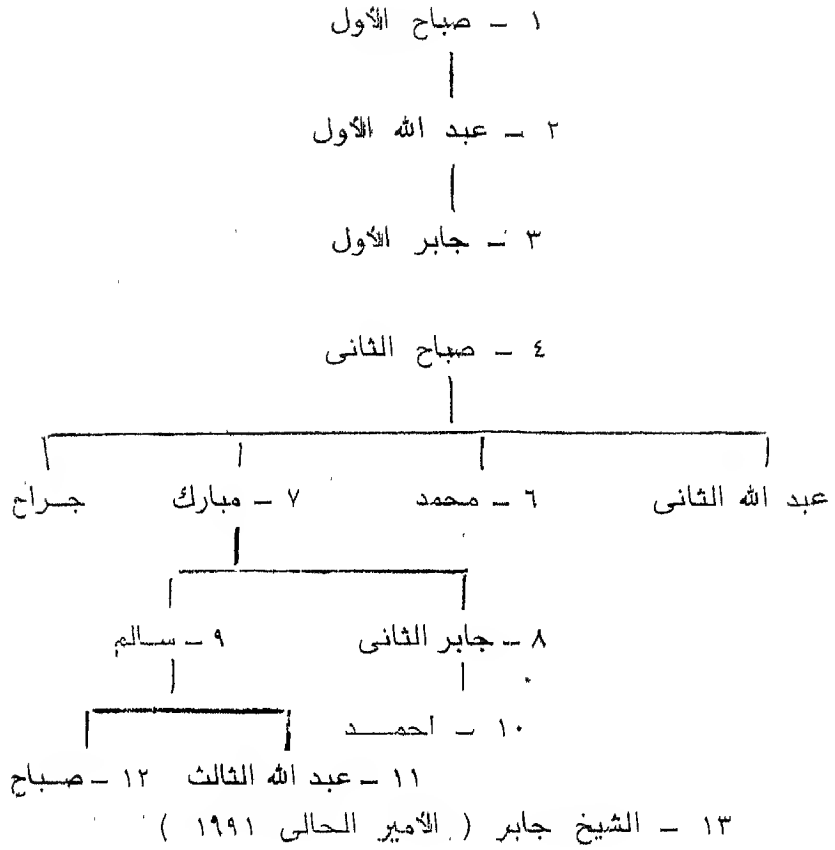 ١ – صباح الأول
٢ – عبد الله الأول
٣ – جابر الأول
٤ – صباح الثانى
عبد الله الثانى ٦ – محمد ٧ – مبارك جراح
٨ – جابر الثانى ٩ – سالم
١٠ – احمد
١١ – عبد الله الثالث ١٢ – صباح
١٣ – الشيخ جابر ( الأمير الحالى ١٩٩١ )